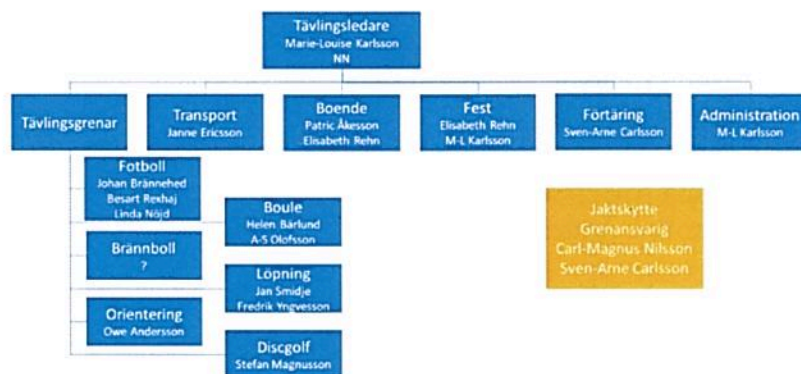 Tävlingsledare
Marie-Louise Karlsson
NN
Tävlingsgrenar
Transport
Janne Ericsson
Boende
Patric Åkesson
Elisabeth Rehn
Fest
Elisabeth Rehn
M-L Karlsson
Förtäring
Sven-Arne Carlsson
Administration
M-L Karlsson
Fotboll
Johan Brännehed
Besart Rexhaj
Linda Nöjd
Boule
Helen Bärlund
A-S Olofsson
Brännboll
?
Löpning
Jan Smidje
Fredrik Yngvesson
Orientering
Owe Andersson
Discgolf
Stefan Magnusson
Jaktskytte
Grenansvarig
Carl-Magnus Nilsson
Sven-Arne Carlsson